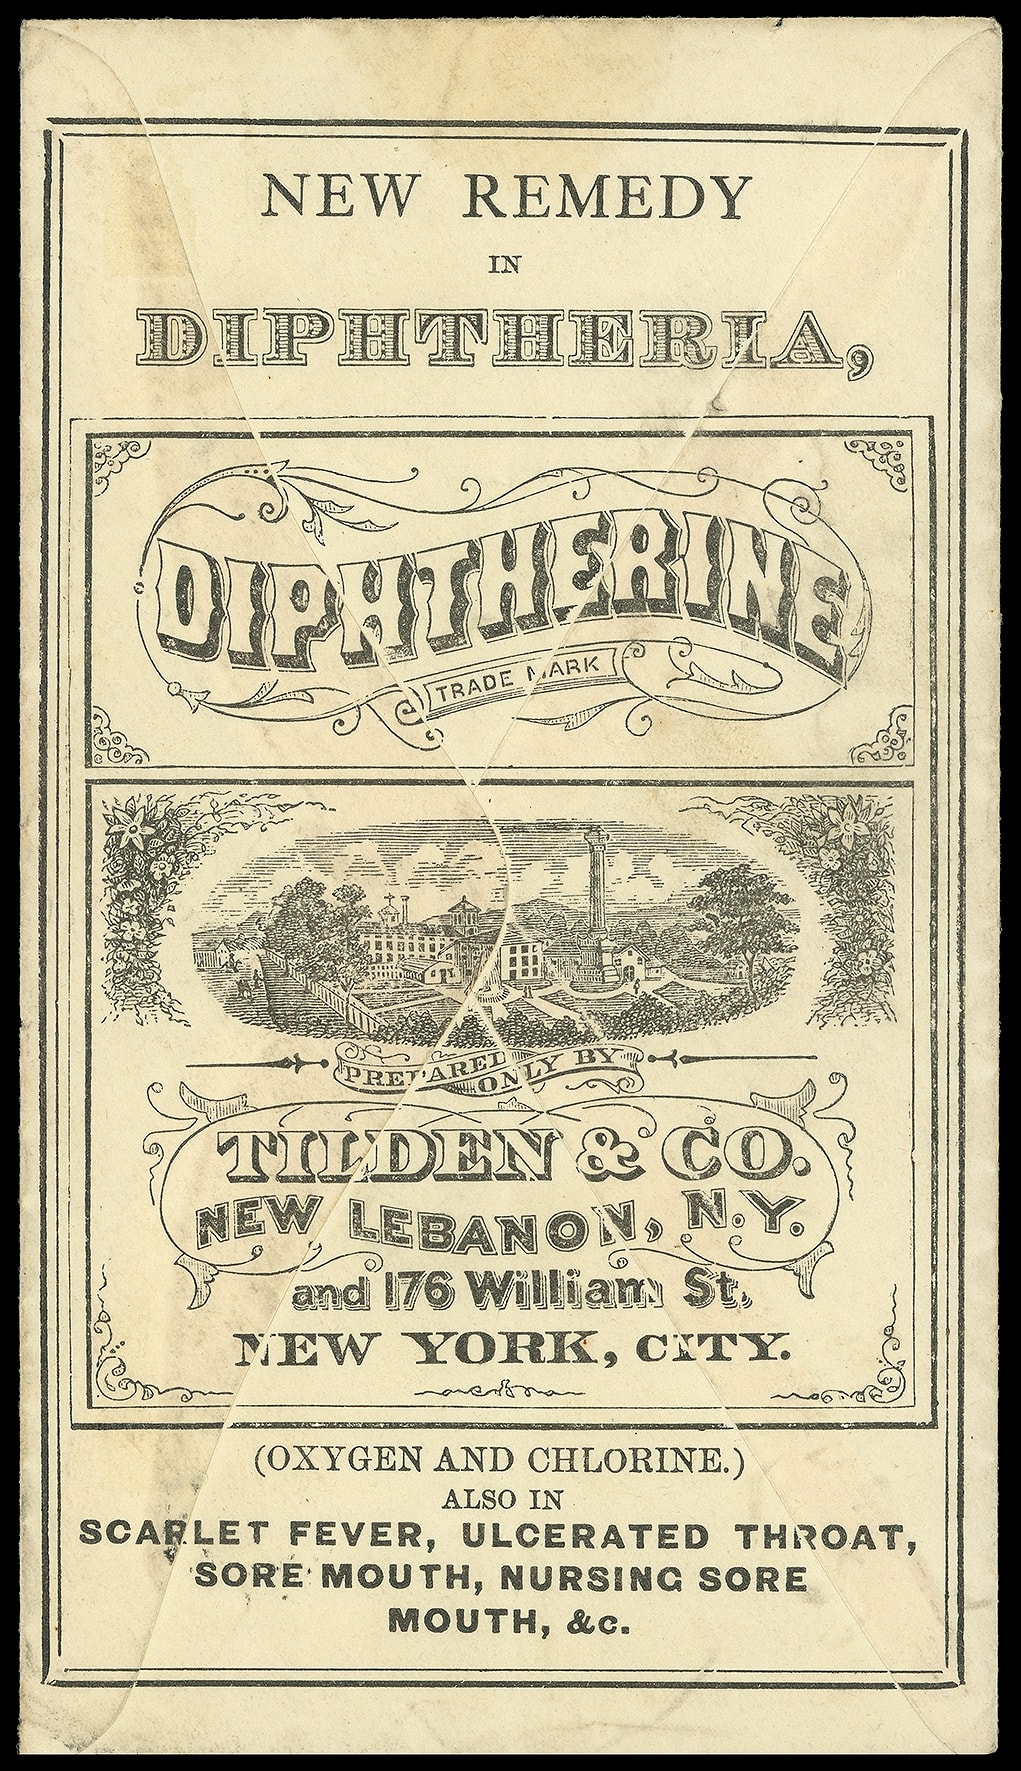 NEW REMEDY
IN
DIPHTHERIA,
DIPHTHERINE
TRADE MARK
PREPARED ONLY BY
TILDEN & CO.
NEW LEBANON, N.Y.
and 176 William St.
NEW YORK, CITY.
(OXYGEN AND CHLORINE.)
ALSO IN
SCARLET FEVER, ULCERATED THROAT,
SORE MOUTH, NURSING SORE
MOUTH, &c.